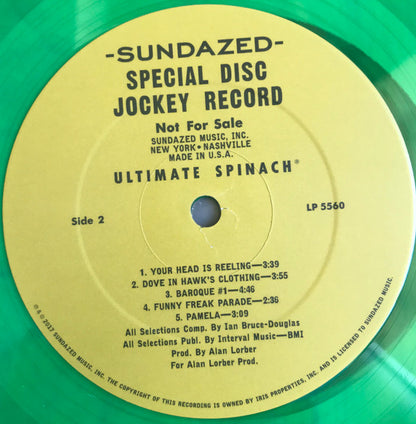 -SUNDAZED-
SPECIAL DISC
JOCKEY RECORD
Not For Sale
SUNDAZED MUSIC, INC.
NEW YORK • NASHVILLE
MADE IN U.S.A.
ULTIMATE SPINACH®
Side 2
LP 5560
1. YOUR HEAD IS REELING—3:39
2. DOVE IN HAWK'S CLOTHING—3:55
3. BAROQUE #1—4:46
4. FUNNY FREAK PARADE—2:36
5. PAMELA—3:09
All Selections Comp. By Ian Bruce-Douglas
All Selections Publ. By Interval Music—BMI
Prod. By Alan Lorber
For Alan Lorber Prod.
℗ & © 2017 SUNDAZED MUSIC, INC. THE COPYRIGHT OF THIS RECORDING IS OWNED BY IRIS PROPERTIES, INC. AND IS LICENSED TO SUNDAZED MUSIC.